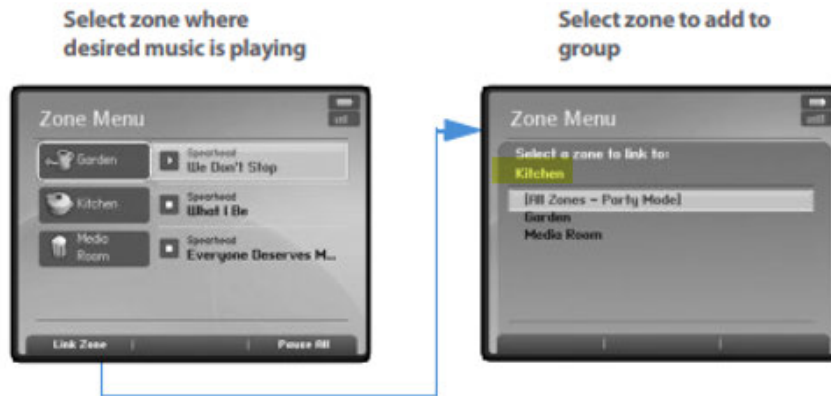 Select zone where
desired music is playing
Select zone to add to
group
Zone Menu
Garden
Spearhead
We Don't Stop
Kitchen
Spearhead
What I Be
Media
Room
Spearhead
Everyone Deserves M...
Link Zone
Pause All
Zone Menu
Select a zone to link to:
Kitchen
[All Zones - Party Mode]
Garden
Media Room